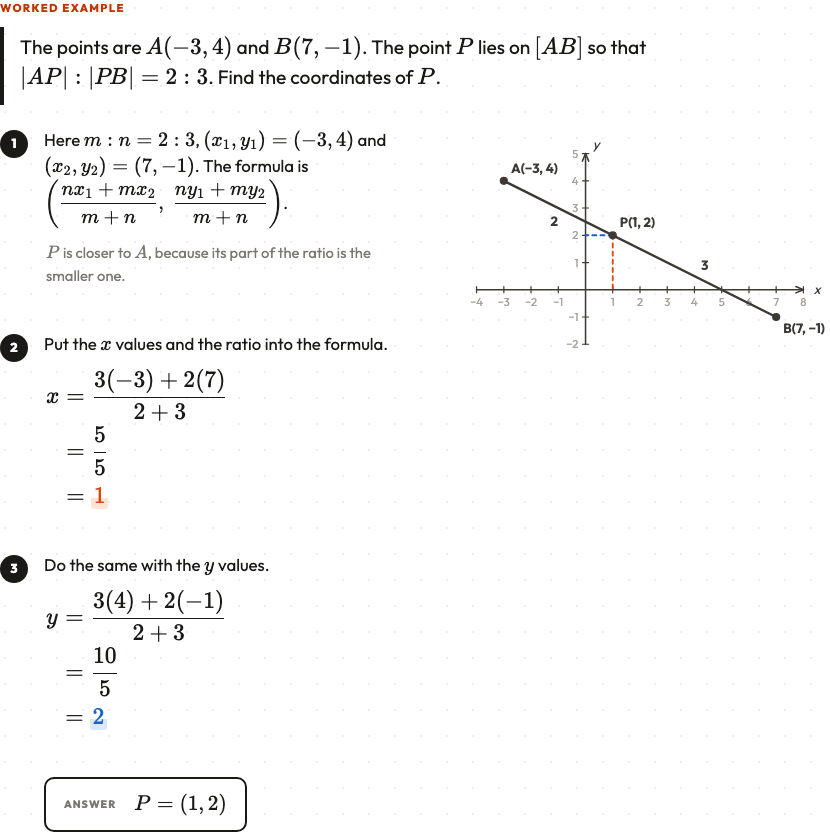 WORKED EXAMPLE
The points are A(−3, 4) and B(7, −1). The point P lies on [AB] so that
|AP| : |PB| = 2 : 3. Find the coordinates of P.
1
Here m : n = 2 : 3, (x₁, y₁) = (−3, 4) and
(x₂, y₂) = (7, −1). The formula is
((nx₁ + mx₂)/(m + n), (ny₁ + my₂)/(m + n)).
P is closer to A, because its part of the ratio is the
smaller one.
y
5
A(−3, 4)
4
3
2
P(1, 2)
2
3
1
x
−4 −3 −2 −1 1 2 3 4 5 6 7 8
−1
B(7, −1)
−2
2
Put the x values and the ratio into the formula.
x = (3(−3) + 2(7))/(2 + 3)
= 5/5
= 1
3
Do the same with the y values.
y = (3(4) + 2(−1))/(2 + 3)
= 10/5
= 2
ANSWER P = (1, 2)